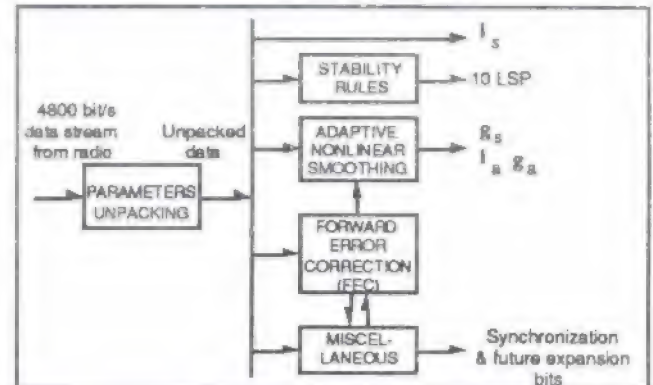 I s
STABILITY
RULES
10 LSP
4800 bit/s
data stream
from radio
Unpacked
data
ADAPTIVE
NONLINEAR
SMOOTHING
g s
I a g a
PARAMETERS
UNPACKING
FORWARD
ERROR
CORRECTION
(FEC)
MISCEL-
LANEOUS
Synchronization
& future expansion
bits